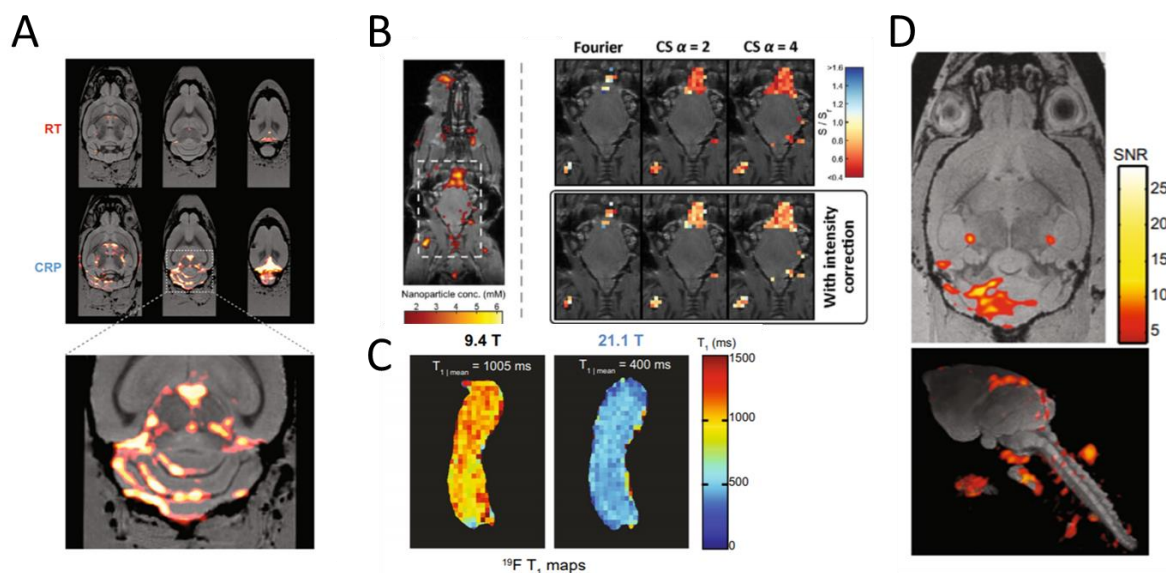 A
RT
CRP
B
Fourier
CS α = 2
CS α = 4
>1.6
1.4
1.2
1.0
0.8
0.6
<0.4
S / Sr
With intensity
correction
Nanoparticle conc. (mM)
2 3 4 5 6
C
9.4 T
21.1 T
T1 | mean = 1005 ms
T1 | mean = 400 ms
T1 (ms)
1500
1000
500
0
19F T1 maps
D
SNR
25
20
15
10
5